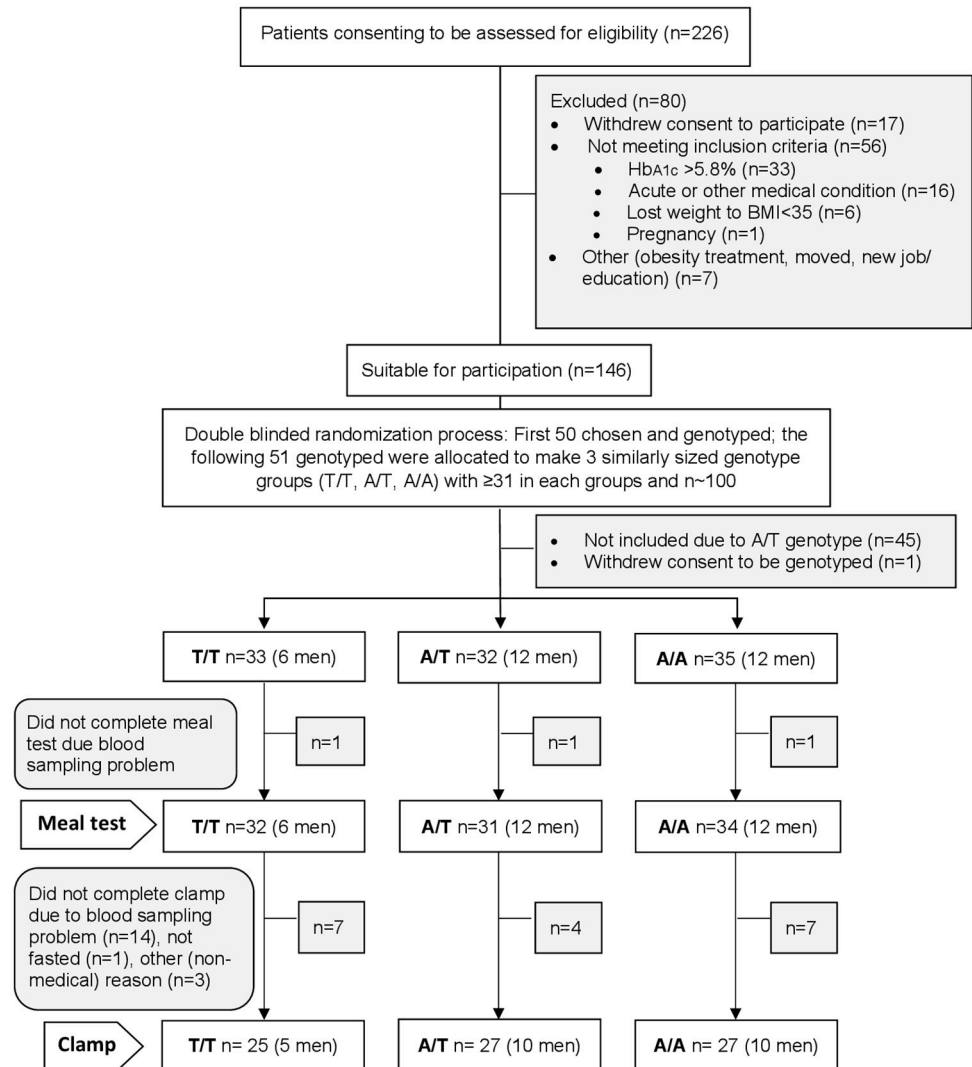 Patients consenting to be assessed for eligibility (n=226)
Excluded (n=80)
• Withdrew consent to participate (n=17)
• Not meeting inclusion criteria (n=56)
• HbA1c >5.8% (n=33)
• Acute or other medical condition (n=16)
• Lost weight to BMI<35 (n=6)
• Pregnancy (n=1)
• Other (obesity treatment, moved, new job/
education) (n=7)
Suitable for participation (n=146)
Double blinded randomization process: First 50 chosen and genotyped; the
following 51 genotyped were allocated to make 3 similarly sized genotype
groups (T/T, A/T, A/A) with ≥31 in each groups and n~100
• Not included due to A/T genotype (n=45)
• Withdrew consent to be genotyped (n=1)
T/T n=33 (6 men)
A/T n=32 (12 men)
A/A n=35 (12 men)
Did not complete meal
test due blood
sampling problem
n=1
n=1
n=1
Meal test
T/T n=32 (6 men)
A/T n=31 (12 men)
A/A n=34 (12 men)
Did not complete clamp
due to blood sampling
problem (n=14), not
fasted (n=1), other (non-
medical) reason (n=3)
n=7
n=4
n=7
Clamp
T/T n= 25 (5 men)
A/T n= 27 (10 men)
A/A n= 27 (10 men)